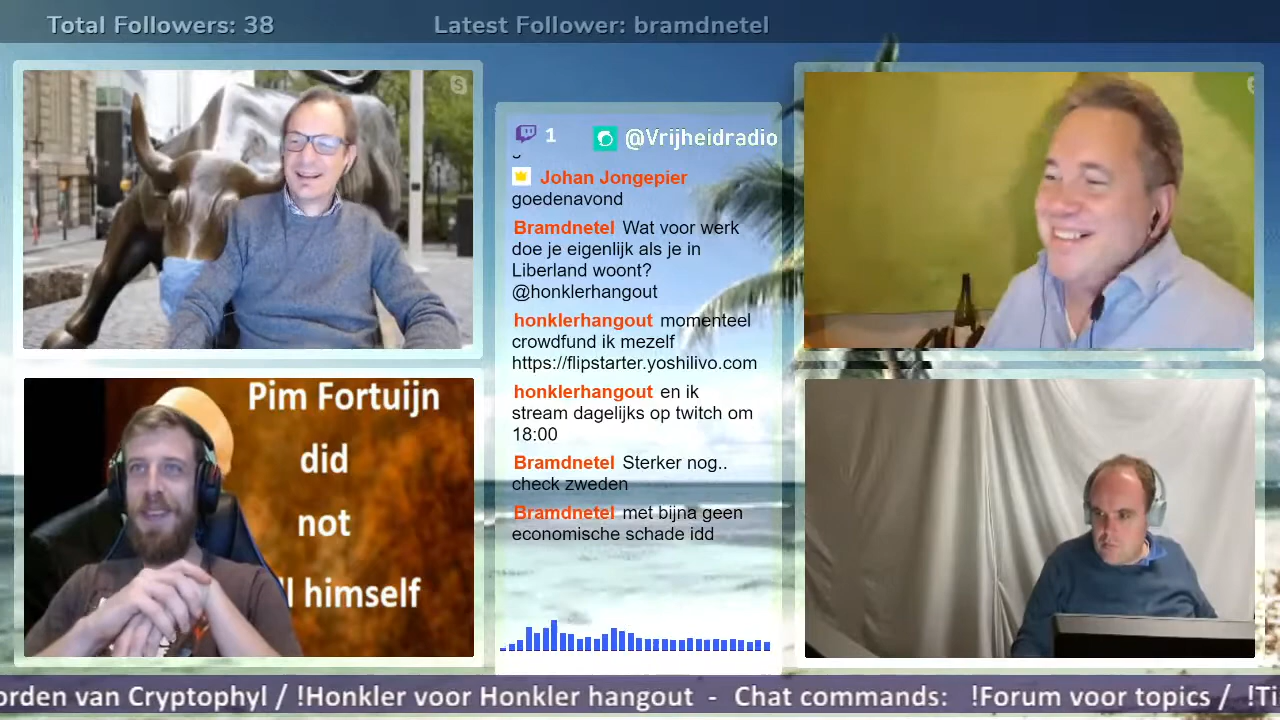 Total Followers: 38
Latest Follower: bramdnetel
1
@Vrijheidradio
Johan Jongepier
goedenavond
Bramdnetel Wat voor werk
doe je eigenlijk als je in
Liberland woont?
@honklerhangout
honklerhangout momenteel
crowdfund ik mezelf
https://flipstarter.yoshilivo.com
honklerhangout en ik
stream dagelijks op twitch om
18:00
Bramdnetel Sterker nog..
check zweden
Bramdnetel met bijna geen
economische schade idd
Pim Fortuijn
did
not
himself
orden van Cryptophyl / !Honkler voor Honkler hangout - Chat commands: !Forum voor topics / !Ti